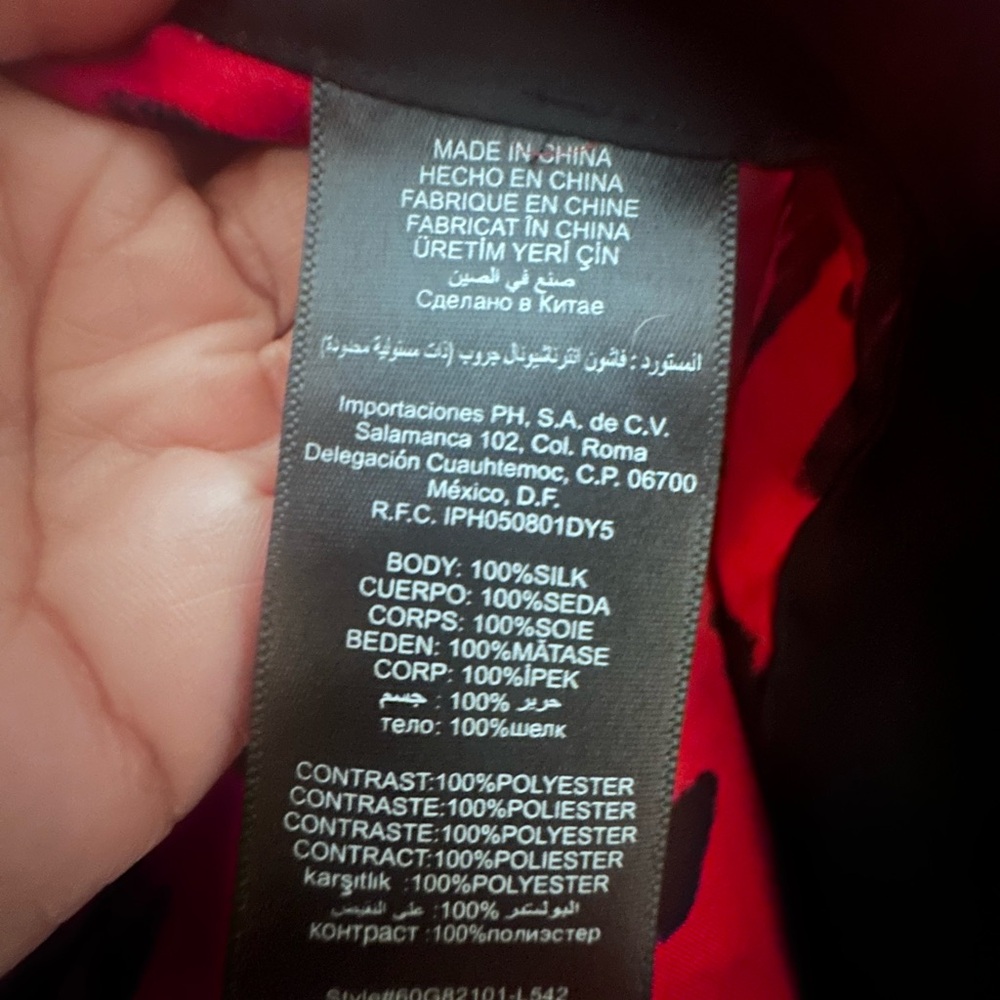 MADE IN CHINA
HECHO EN CHINA
FABRIQUE EN CHINE
FABRICAT ÎN CHINA
ÜRETİM YERİ ÇİN
صنع في الصين
Сделано в Китае
المستورد : فاشون انترناشيونال جروب (ذات مسئولية محدودة)
Importaciones PH, S.A. de C.V.
Salamanca 102, Col. Roma
Delegación Cuauhtemoc, C.P. 06700
México, D.F.
R.F.C. IPH050801DY5
BODY: 100%SILK
CUERPO: 100%SEDA
CORPS: 100%SOIE
BEDEN: 100%MĂTASE
CORP: 100%İPEK
جسم : 100% حرير
тело: 100%шелк
CONTRAST:100%POLYESTER
CONTRASTE:100%POLIESTER
CONTRASTE:100%POLYESTER
CONTRACT:100%POLIESTER
karşıtlık :100%POLYESTER
على النقيض :100% البوليستر
контраст :100%полиэстер
Style#60G82101-L542